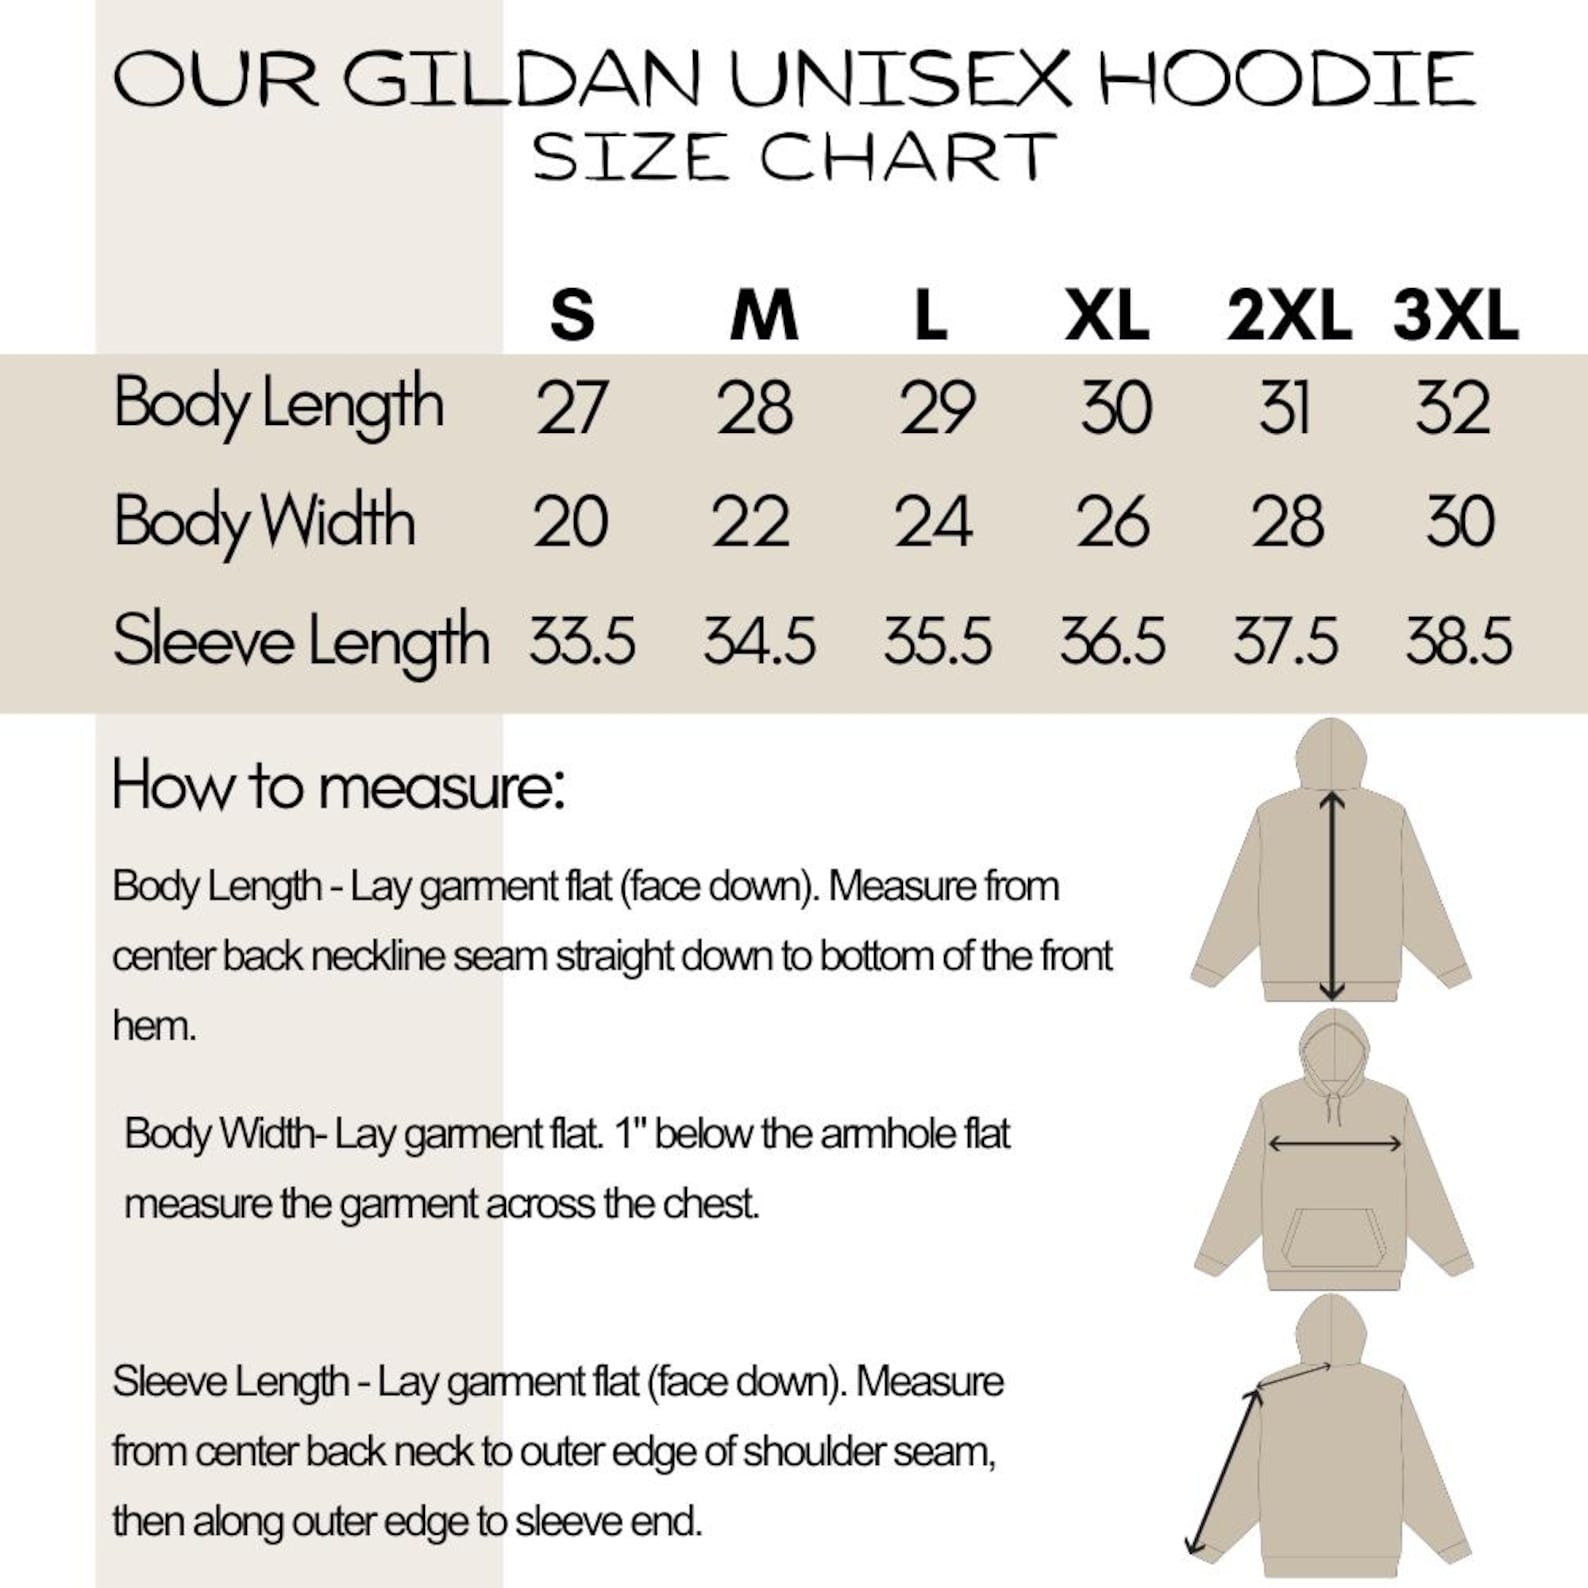 OUR GILDAN UNISEX HOODIE
SIZE CHART
S M L XL 2XL 3XL
Body Length 27 28 29 30 31 32
Body Width 20 22 24 26 28 30
Sleeve Length 33.5 34.5 35.5 36.5 37.5 38.5
How to measure:
Body Length - Lay garment flat (face down). Measure from
center back neckline seam straight down to bottom of the front
hem.
Body Width- Lay garment flat. 1" below the armhole flat
measure the garment across the chest.
Sleeve Length - Lay garment flat (face down). Measure
from center back neck to outer edge of shoulder seam,
then along outer edge to sleeve end.